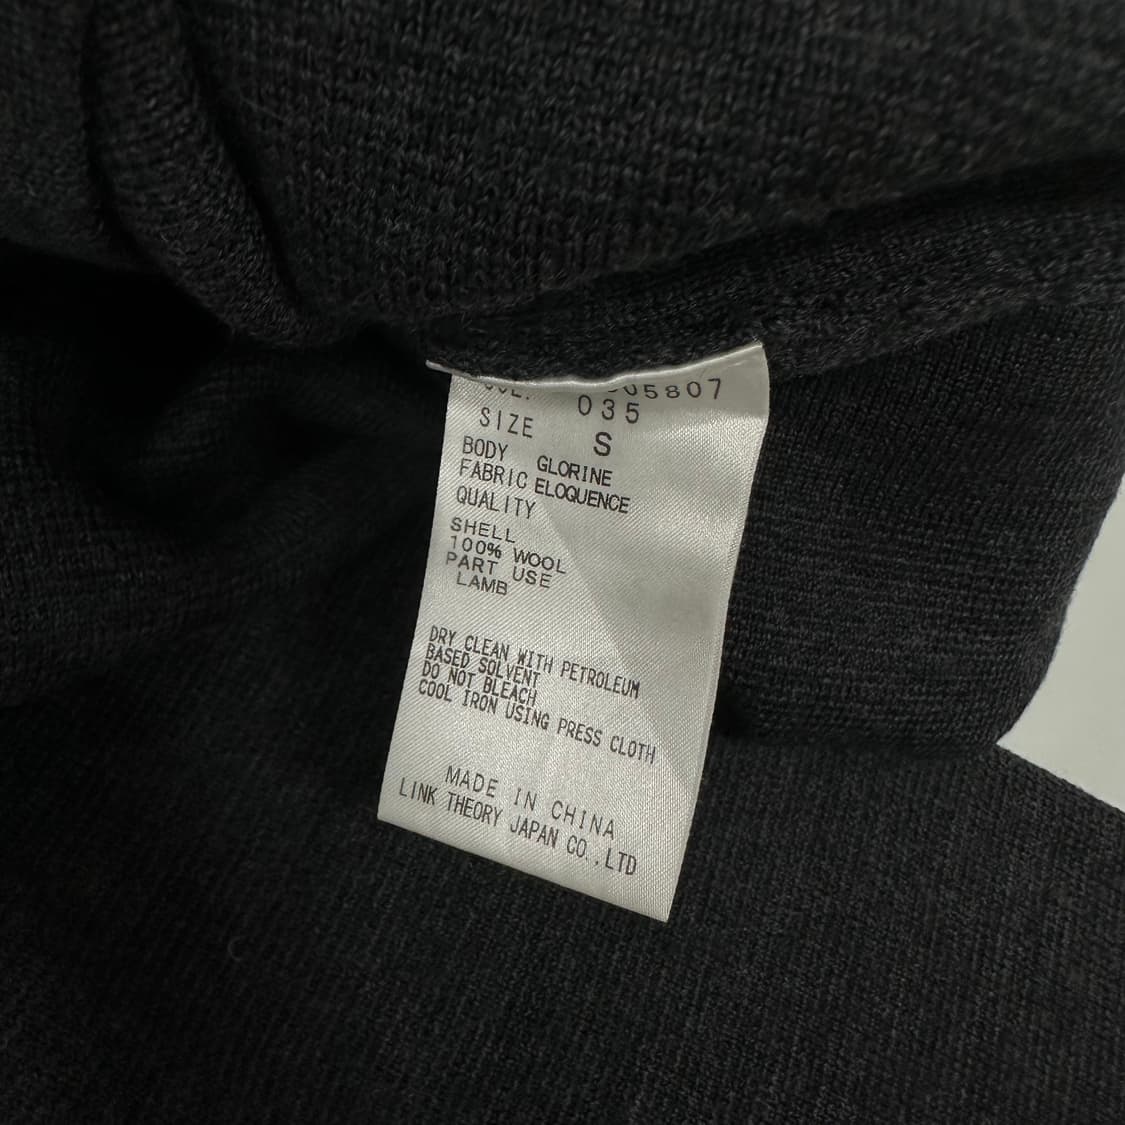 05807
035
SIZE S
BODY GLORINE
FABRIC ELOQUENCE
QUALITY
SHELL
100% WOOL
PART USE
LAMB
DRY CLEAN WITH PETROLEUM
BASED SOLVENT
DO NOT BLEACH
COOL IRON USING PRESS CLOTH
MADE IN CHINA
LINK THEORY JAPAN CO.,LTD